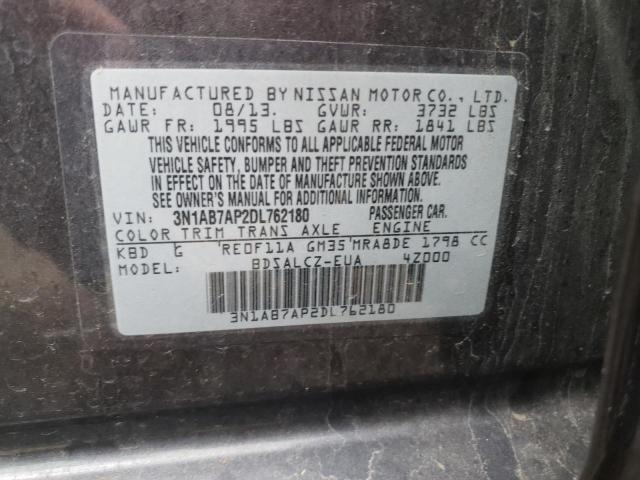 MANUFACTURED BY NISSAN MOTOR CO., LTD.
DATE: 08/13. GVWR: 3732 LBS
GAWR FR: 1995 LBS GAWR RR: 1841 LBS
THIS VEHICLE CONFORMS TO ALL APPLICABLE FEDERAL MOTOR
VEHICLE SAFETY, BUMPER AND THEFT PREVENTION STANDARDS
IN EFFECT ON THE DATE OF MANUFACTURE SHOWN ABOVE.
SEE OWNER'S MANUAL FOR ADDITIONAL INFORMATION.
VIN: 3N1AB7AP2DL762180 PASSENGER CAR.
COLOR TRIM TRANS AXLE ENGINE
KBD G RE0F11A GM35 MRA8DE 1798 CC
MODEL: BDSALCZ-EUA 4Z000
3N1AB7AP2DL762180